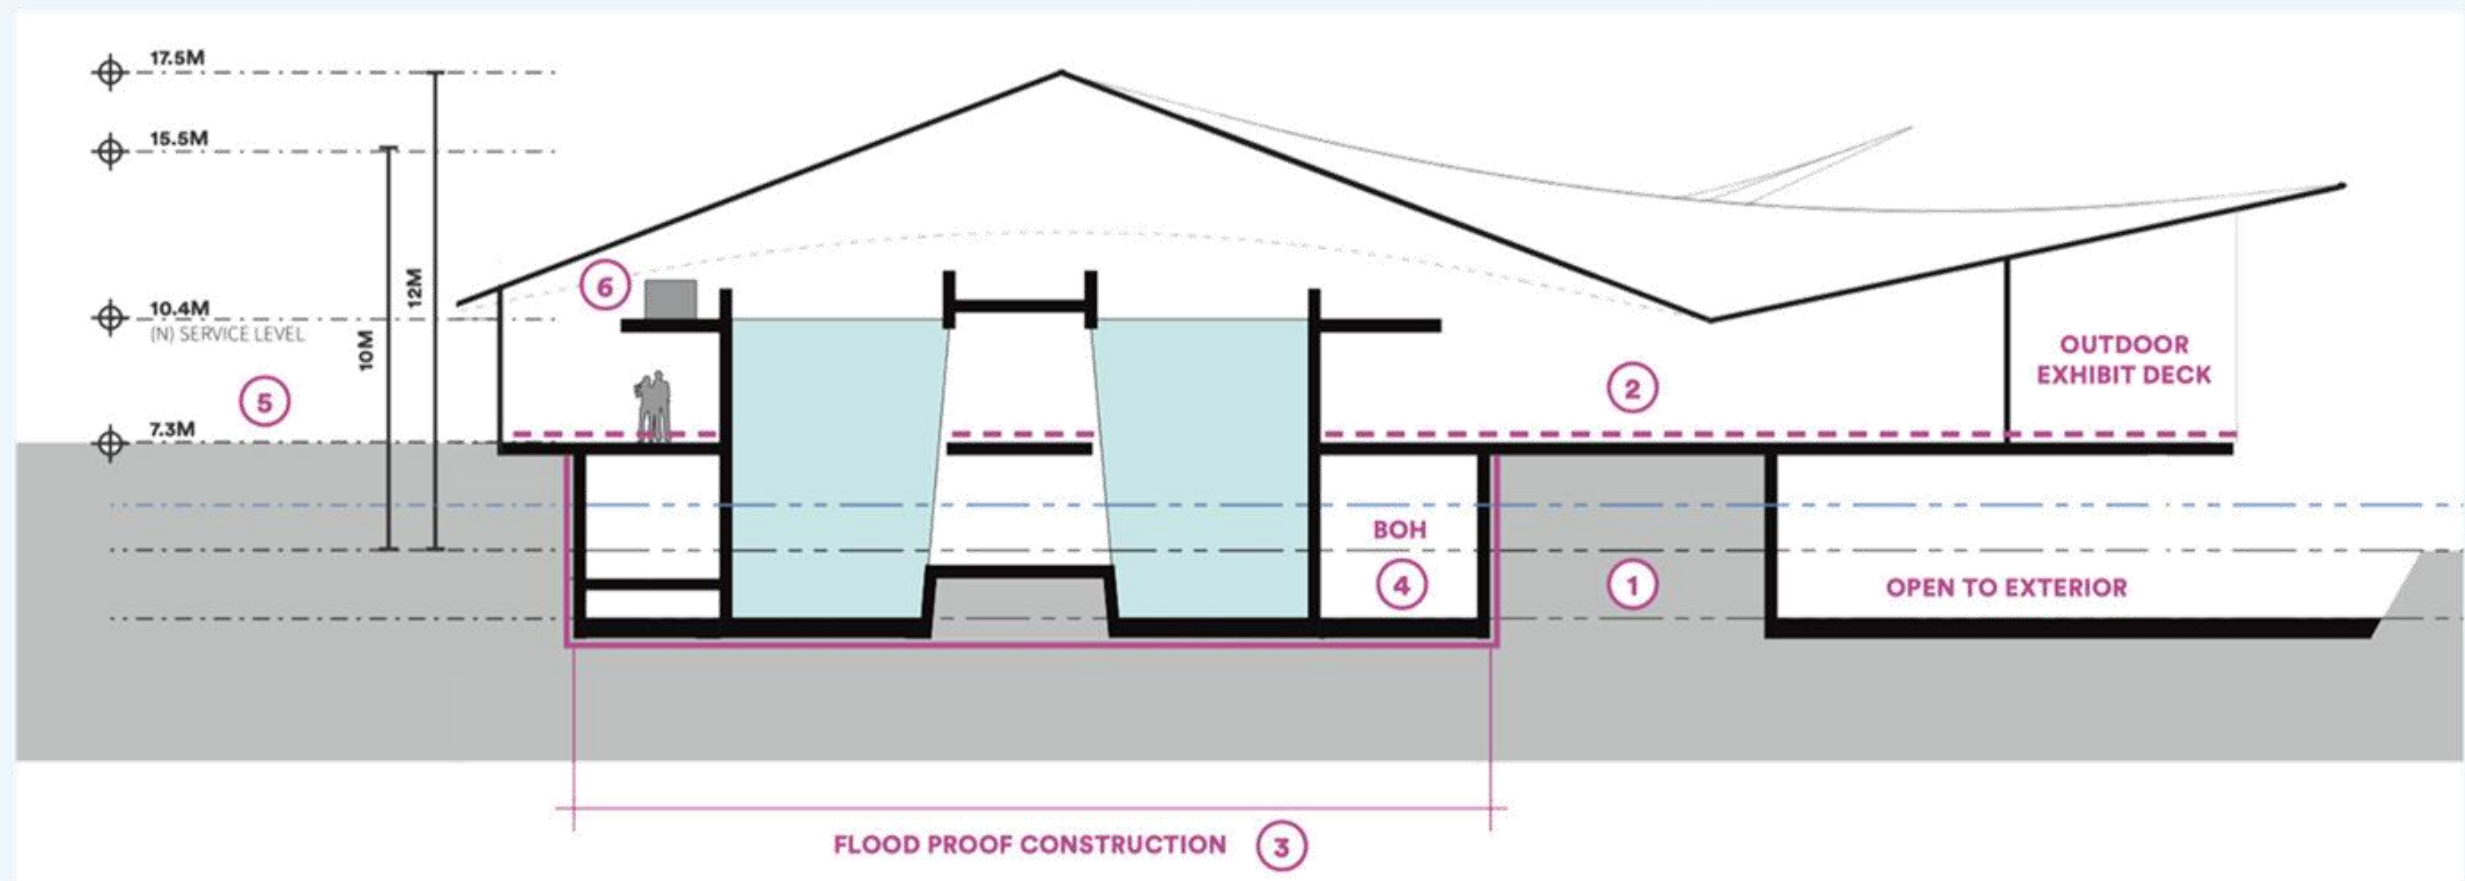 17.5M
15.5M
12M
6
10.4M
(N) SERVICE LEVEL
10M
OUTDOOR
EXHIBIT DECK
5
2
7.3M
BOH
4
1
OPEN TO EXTERIOR
FLOOD PROOF CONSTRUCTION 3